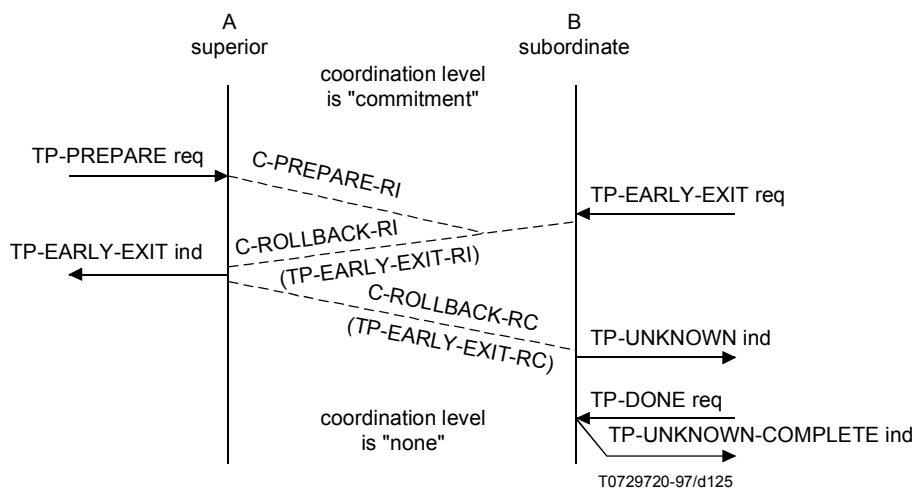 A
superior
B
subordinate
coordination level
is "commitment"
TP-PREPARE req
C-PREPARE-RI
TP-EARLY-EXIT req
C-ROLLBACK-RI
TP-EARLY-EXIT ind
(TP-EARLY-EXIT-RI)
C-ROLLBACK-RC
(TP-EARLY-EXIT-RC)
TP-UNKNOWN ind
TP-DONE req
coordination level
is "none"
TP-UNKNOWN-COMPLETE ind
T0729720-97/d125